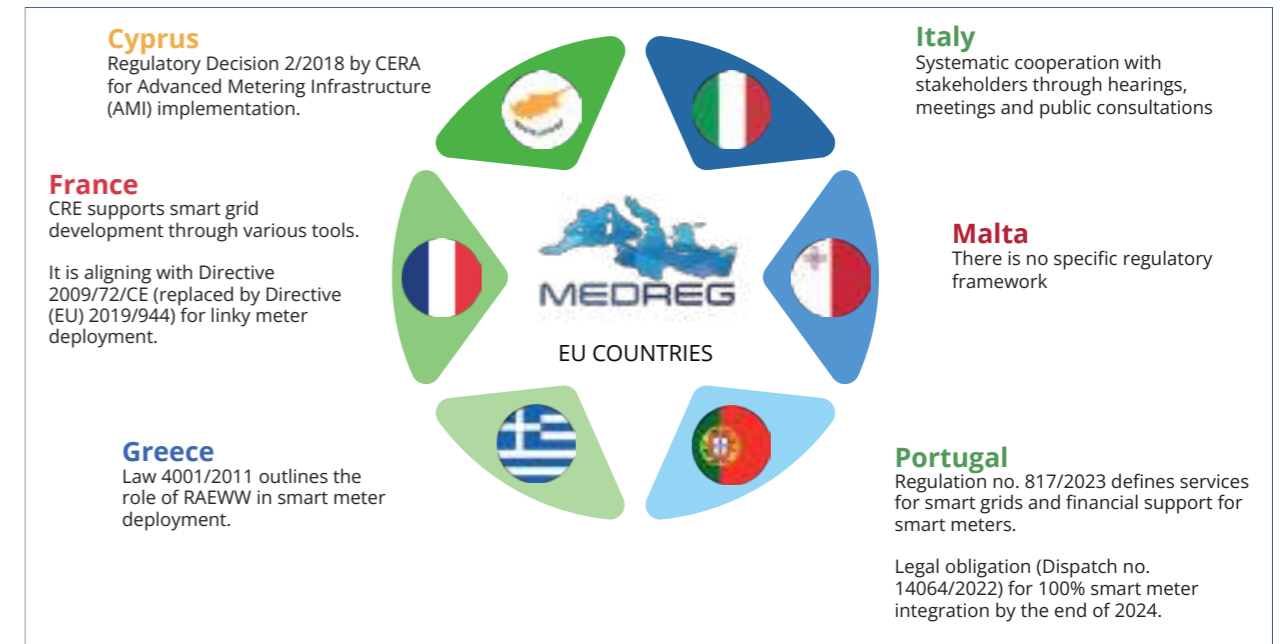 Cyprus
Regulatory Decision 2/2018 by CERA
for Advanced Metering Infrastructure
(AMI) implementation.
France
CRE supports smart grid
development through various tools.
It is aligning with Directive
2009/72/CE (replaced by Directive
(EU) 2019/944) for linky meter
deployment.
Greece
Law 4001/2011 outlines the
role of RAEWW in smart meter
deployment.
MEDREG
EU COUNTRIES
Italy
Systematic cooperation with
stakeholders through hearings,
meetings and public consultations
Malta
There is no specific regulatory
framework
Portugal
Regulation no. 817/2023 defines services
for smart grids and financial support for
smart meters.
Legal obligation (Dispatch no.
14064/2022) for 100% smart meter
integration by the end of 2024.